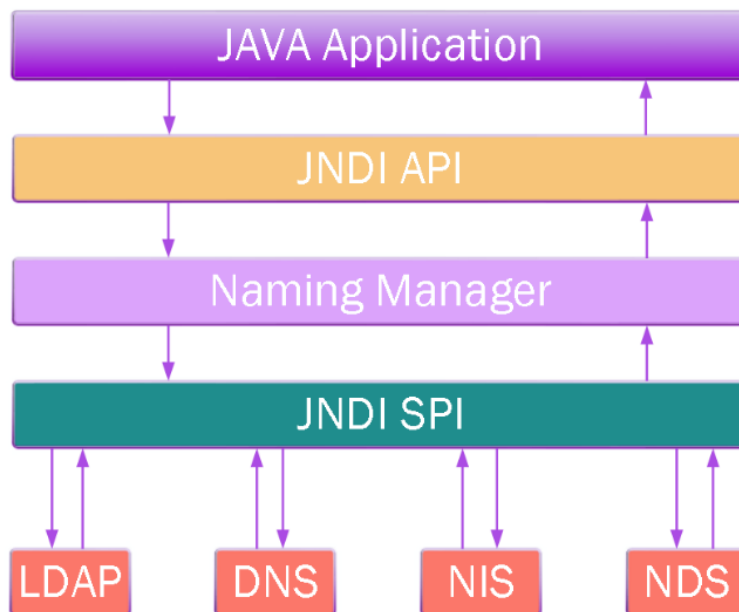 JAVA Application
JNDI API
Naming Manager
JNDI SPI
LDAP
DNS
NIS
NDS